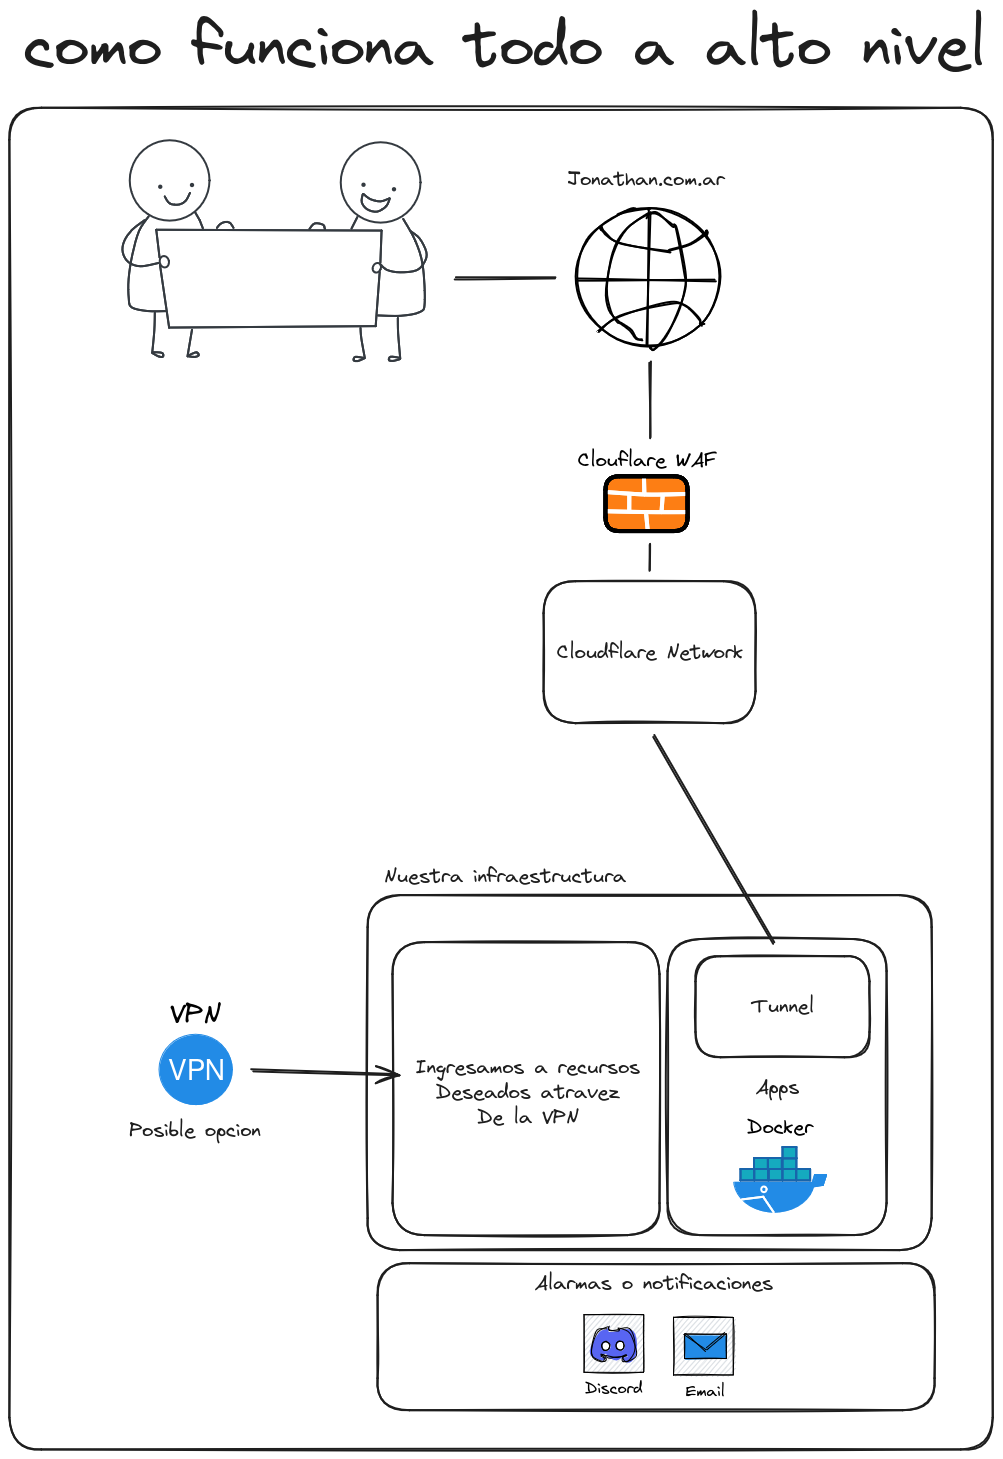 como funciona todo a alto nivel
Jonathan.com.ar
Clouflare WAF
Cloudflare Network
Nuestra infraestructura
VPN
VPN
Posible opcion
Ingresamos a recursos
Deseados atravez
De la VPN
Tunnel
Apps
Docker
Alarmas o notificaciones
Discord
Email